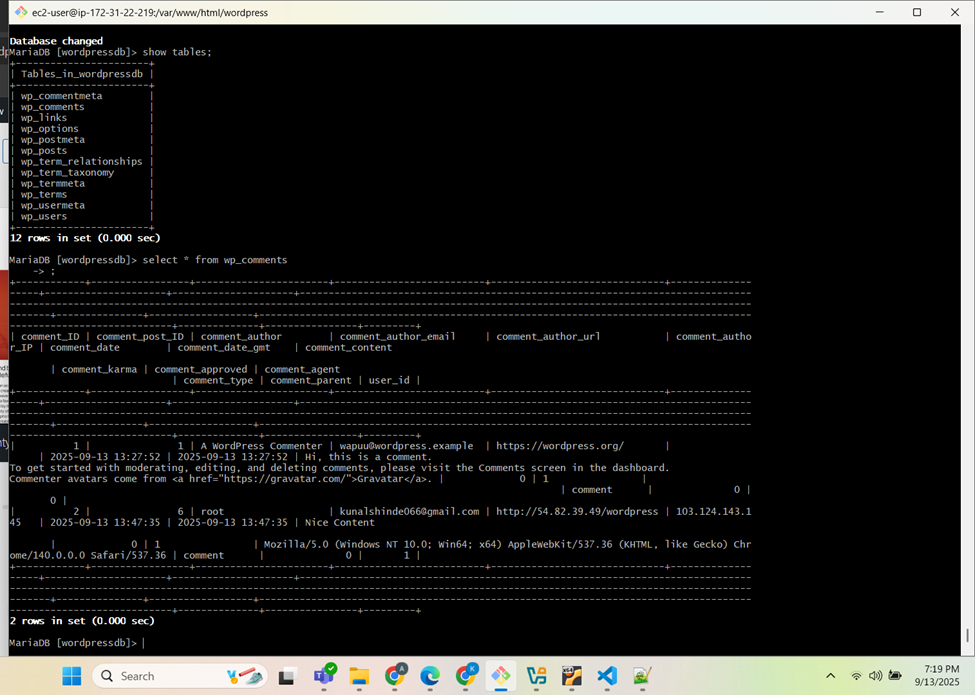 ec2-user@ip-172-31-22-219:/var/www/html/wordpress
Database changed
MariaDB [wordpressdb]> show tables;
+-----------------------+
| Tables_in_wordpressdb |
+-----------------------+
| wp_commentmeta |
| wp_comments |
| wp_links |
| wp_options |
| wp_postmeta |
| wp_posts |
| wp_term_relationships |
| wp_term_taxonomy |
| wp_termmeta |
| wp_terms |
| wp_usermeta |
| wp_users |
+-----------------------+
12 rows in set (0.000 sec)
MariaDB [wordpressdb]> select * from wp_comments
-> ;
| comment_ID | comment_post_ID | comment_author | comment_author_email | comment_author_url | comment_autho
r_IP | comment_date | comment_date_gmt | comment_content
| comment_karma | comment_approved | comment_agent
| comment_type | comment_parent | user_id |
| 1 | 1 | A WordPress Commenter | wapuu@wordpress.example | https://wordpress.org/ |
| 2025-09-13 13:27:52 | 2025-09-13 13:27:52 | Hi, this is a comment.
To get started with moderating, editing, and deleting comments, please visit the Comments screen in the dashboard.
Commenter avatars come from <a href="https://gravatar.com/">Gravatar</a>. | 0 | 1 |
| comment | 0 |
0 |
| 2 | 6 | root | kunalshinde066@gmail.com | http://54.82.39.49/wordpress | 103.124.143.1
45 | 2025-09-13 13:47:35 | 2025-09-13 13:47:35 | Nice Content
| 0 | 1 | Mozilla/5.0 (Windows NT 10.0; Win64; x64) AppleWebKit/537.36 (KHTML, like Gecko) Chr
ome/140.0.0.0 Safari/537.36 | comment | 0 | 1 |
2 rows in set (0.000 sec)
MariaDB [wordpressdb]>
Search
7:19 PM
9/13/2025